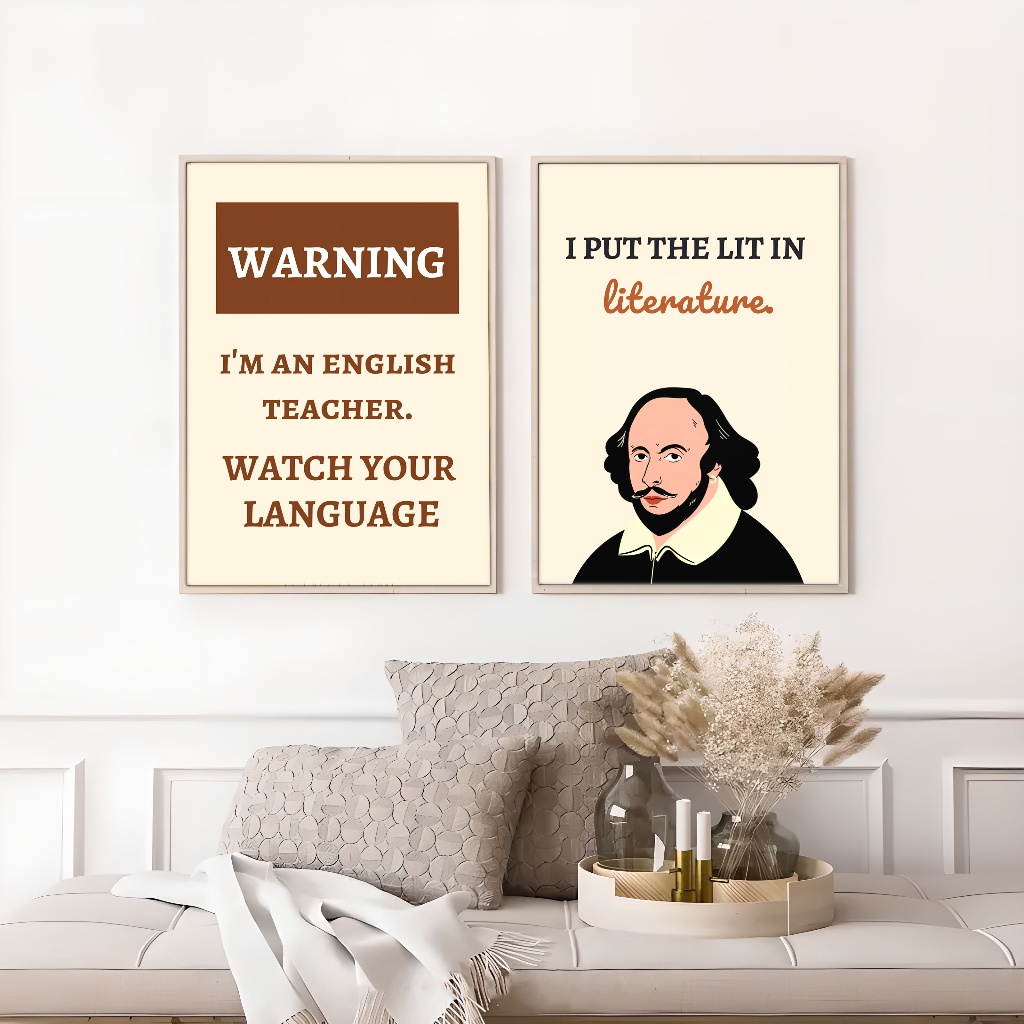 WARNING
I'M AN ENGLISH
TEACHER.
WATCH YOUR
LANGUAGE
I PUT THE LIT IN
literature.